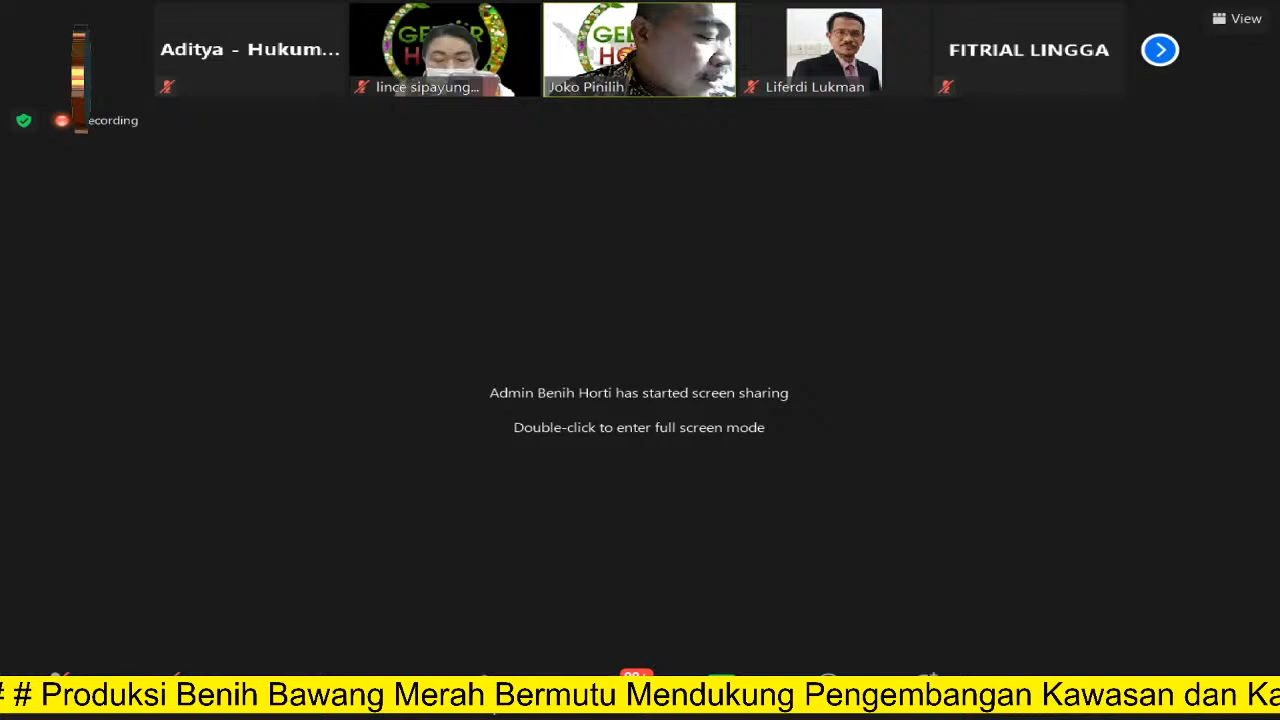 View
Aditya - Hukum...
lince sipayung...
Joko Pinilih
Liferdi Lukman
FITRIAL LINGGA
ecording
Admin Benih Horti has started screen sharing
Double-click to enter full screen mode
# # Produksi Benih Bawang Merah Bermutu Mendukung Pengembangan Kawasan dan Ka